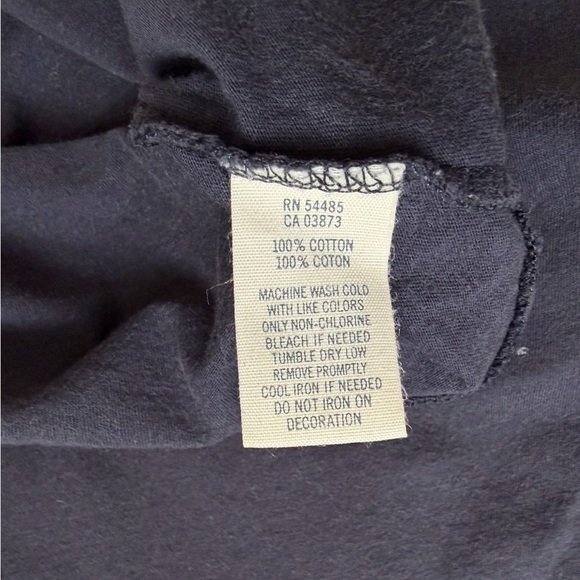 RN 54485
CA 03873
100% COTTON
100% COTON
MACHINE WASH COLD
WITH LIKE COLORS
ONLY NON-CHLORINE
BLEACH IF NEEDED
TUMBLE DRY LOW
REMOVE PROMPTLY
COOL IRON IF NEEDED
DO NOT IRON ON
DECORATION